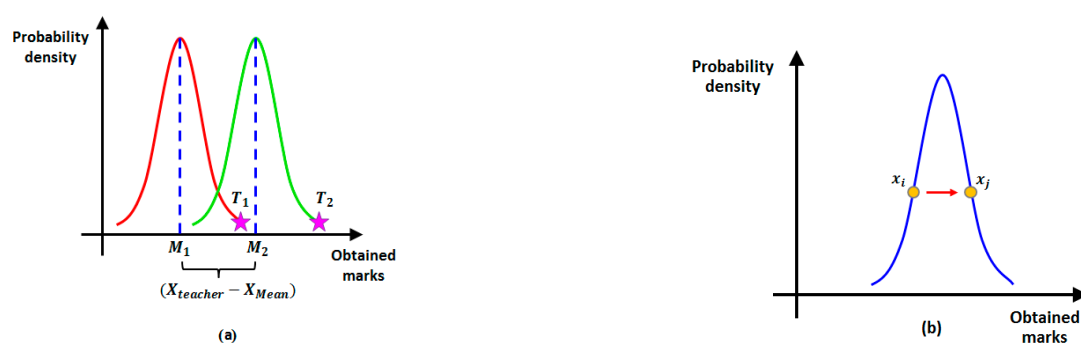 Probability
density
T1
T2
M1
M2
Obtained
marks
(Xteacher − XMean)
(a)
Probability
density
xi
xj
(b)
Obtained
marks